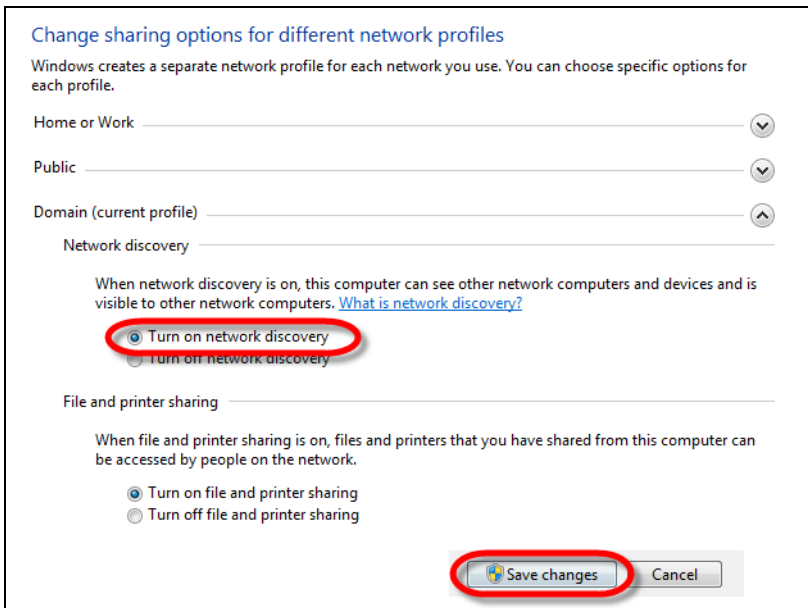 Change sharing options for different network profiles
Windows creates a separate network profile for each network you use. You can choose specific options for
each profile.
Home or Work
Public
Domain (current profile)
Network discovery
When network discovery is on, this computer can see other network computers and devices and is
visible to other network computers. What is network discovery?
Turn on network discovery
Turn off network discovery
File and printer sharing
When file and printer sharing is on, files and printers that you have shared from this computer can
be accessed by people on the network.
Turn on file and printer sharing
Turn off file and printer sharing
Save changes Cancel